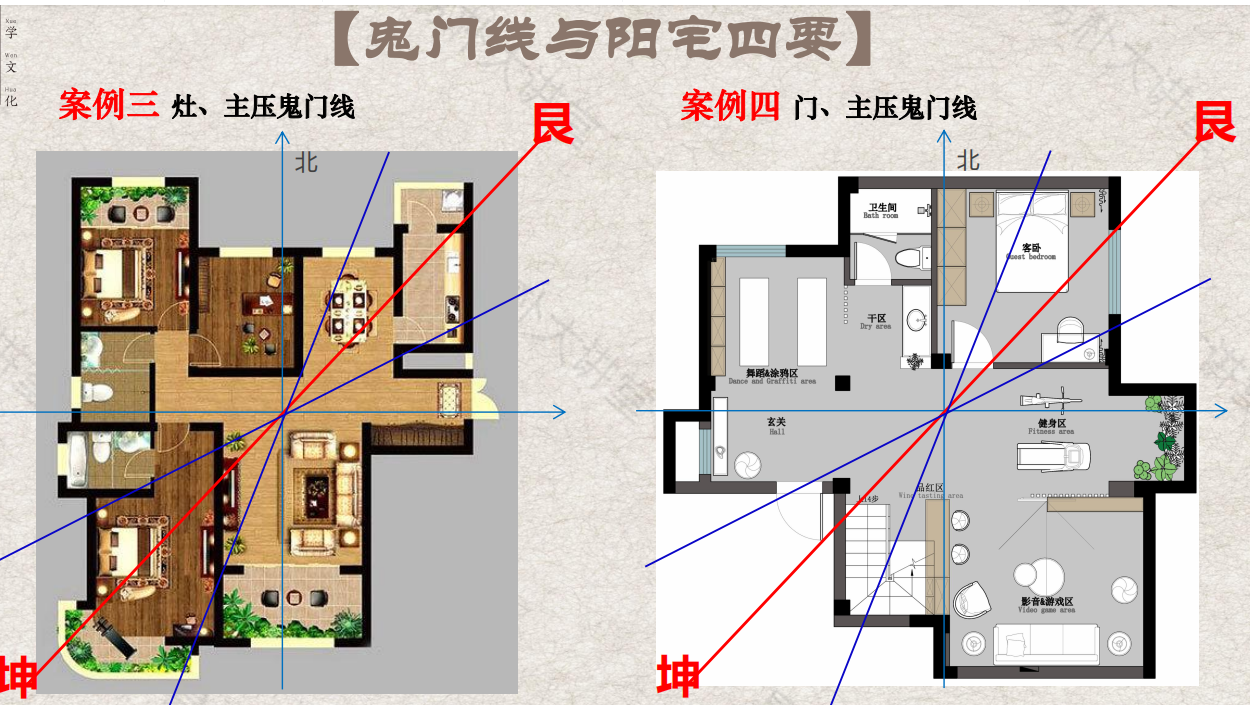 Xue
学
Wen
文
Hua
化
【鬼门线与阳宅四要】
案例三 灶、主压鬼门线
艮
北
坤
案例四 门、主压鬼门线
艮
北
卫生间
Bath room
客卧
Guest bedroom
干区
Dry area
舞蹈&涂鸦区
Dance and Graffiti area
玄关
Hall
健身区
Fitness area
品红区
Wine tasting area
上14步
影音&游戏区
Video game area
坤